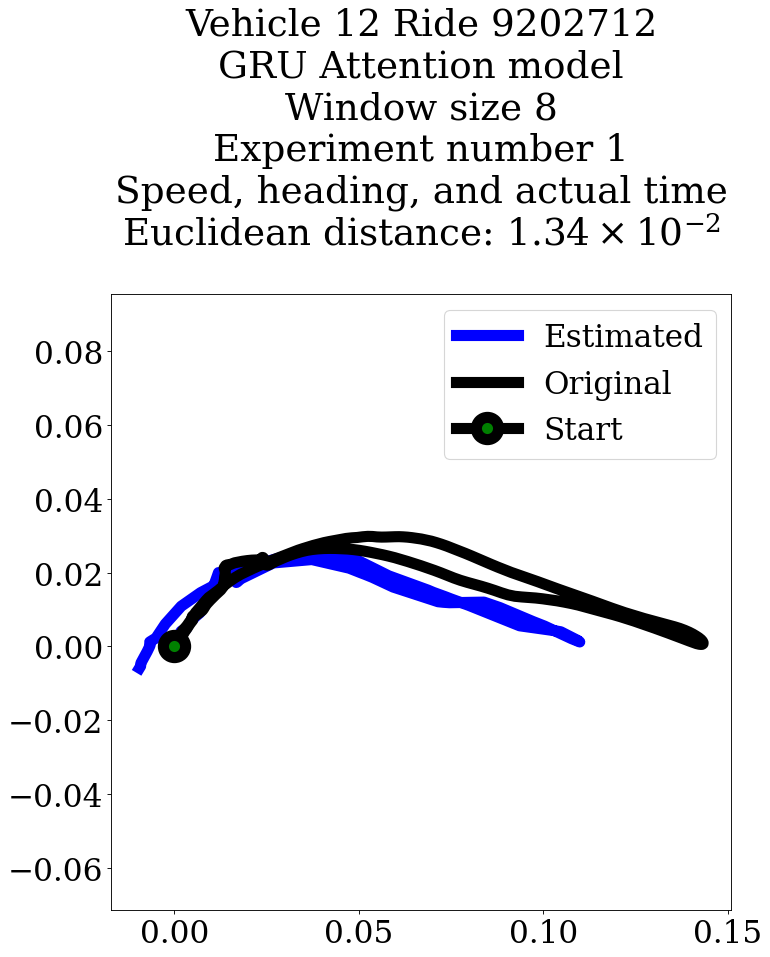 Vehicle 12 Ride 9202712
GRU Attention model
Window size 8
Experiment number 1
Speed, heading, and actual time
Euclidean distance: 1.34 × 10⁻²
Estimated
Original
Start
0.08
0.06
0.04
0.02
0.00
−0.02
−0.04
−0.06
0.00 0.05 0.10 0.15